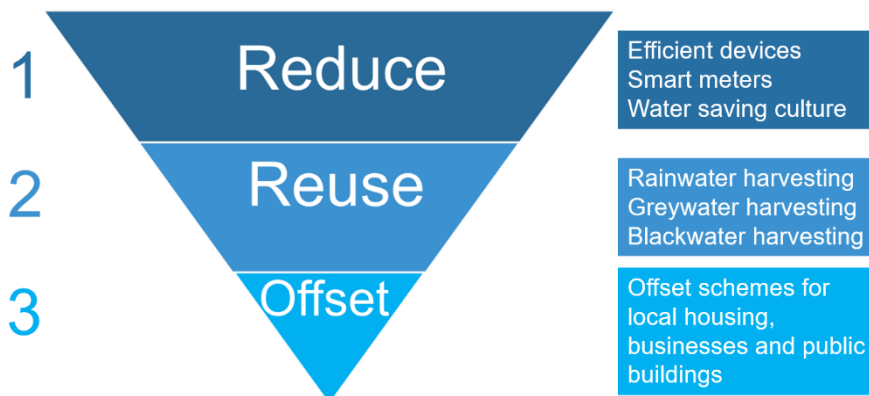 1
Reduce
Efficient devices
Smart meters
Water saving culture
2
Reuse
Rainwater harvesting
Greywater harvesting
Blackwater harvesting
3
Offset
Offset schemes for
local housing,
businesses and public
buildings